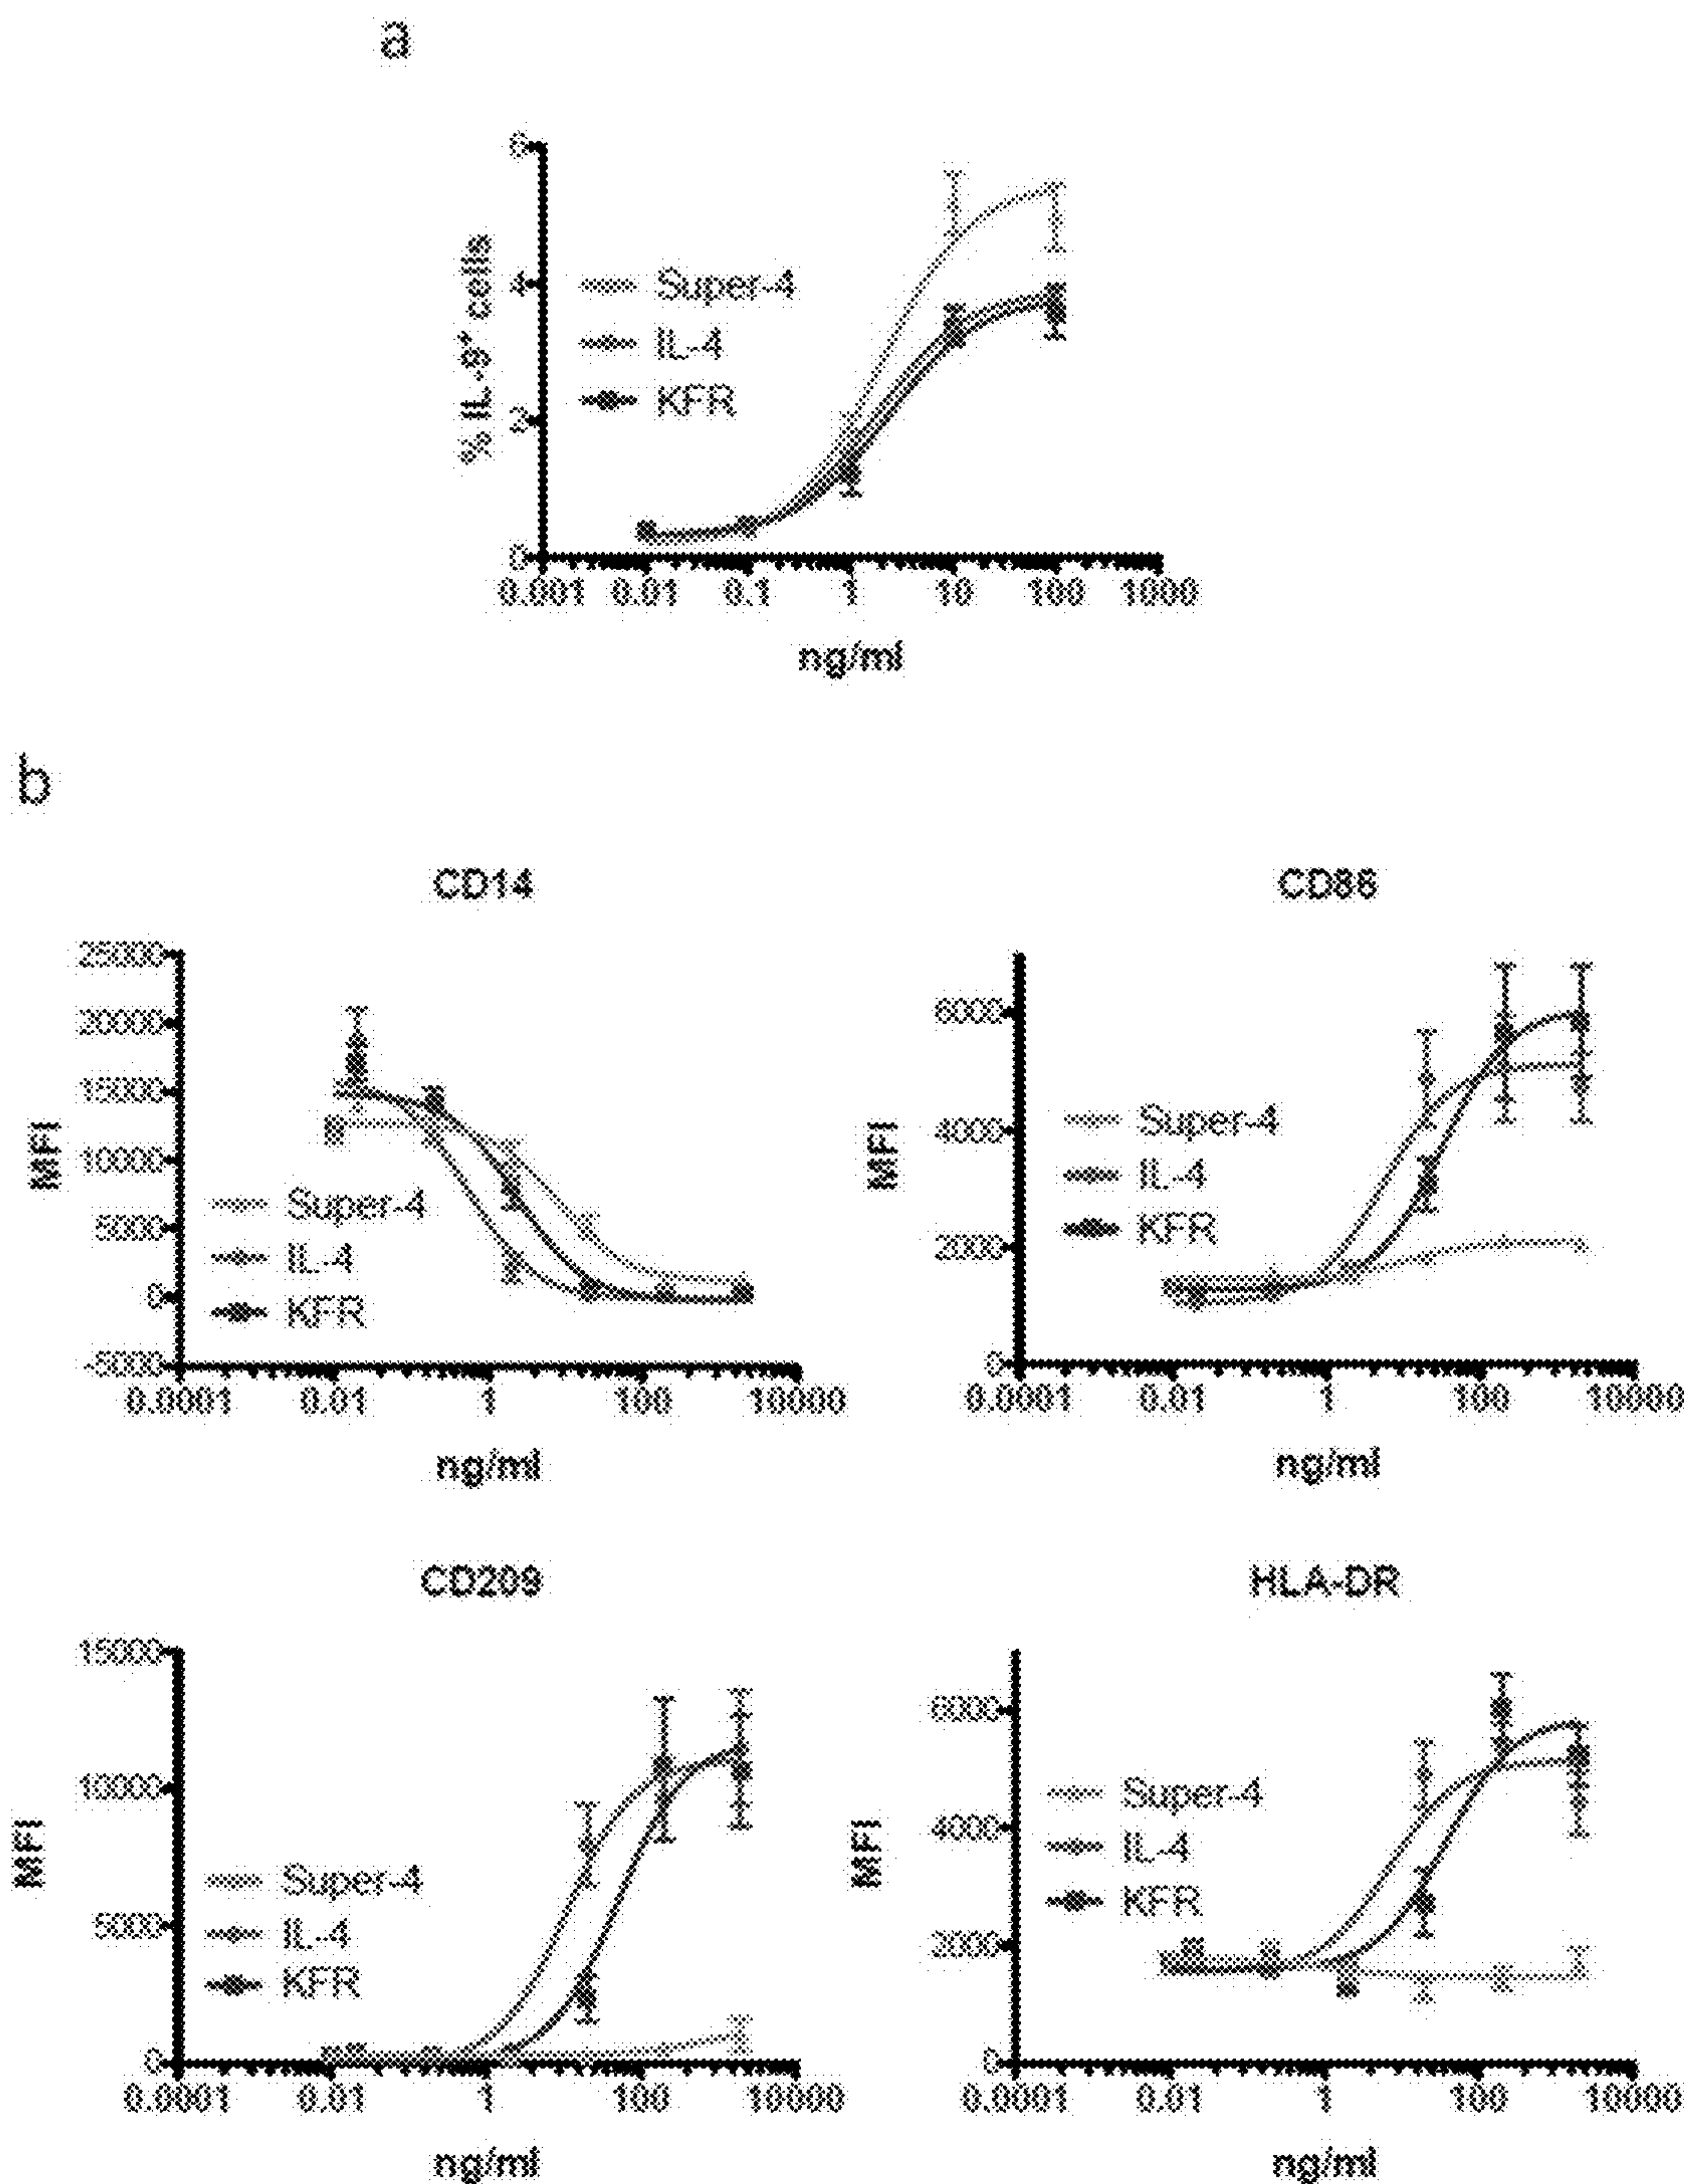 a
6
4
2
0
% IL-9⁺ cells
Super-4
IL-4
KFR
0.001 0.01 0.1 1 10 100 1000
ng/ml
b
CD14
25000
20000
15000
10000
5000
0
-5000
MFI
Super-4
IL-4
KFR
0.0001 0.01 1 100 10000
ng/ml
CD86
6000
4000
2000
0
MFI
Super-4
IL-4
KFR
0.0001 0.01 1 100 10000
ng/ml
CD209
15000
10000
5000
0
MFI
Super-4
IL-4
KFR
0.0001 0.01 1 100 10000
ng/ml
HLA-DR
6000
4000
2000
0
MFI
Super-4
IL-4
KFR
0.0001 0.01 1 100 10000
ng/ml